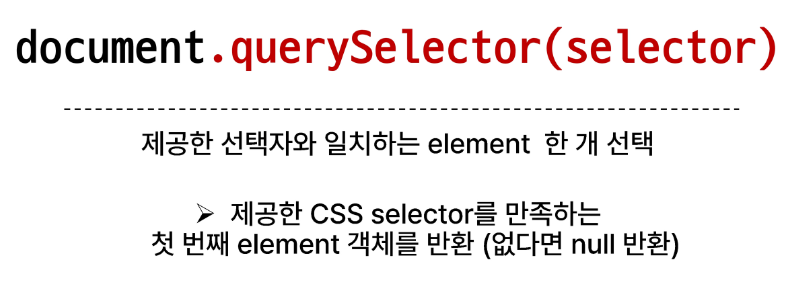 document.querySelector(selector)
제공한 선택자와 일치하는 element 한 개 선택
➢ 제공한 CSS selector를 만족하는
첫 번째 element 객체를 반환 (없다면 null 반환)